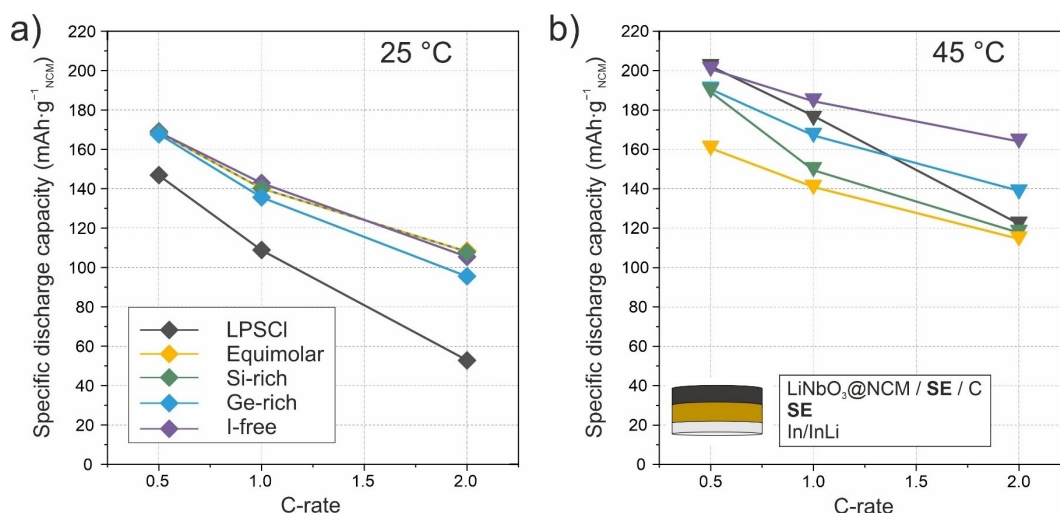 a)
25 °C
Specific discharge capacity (mAh·g⁻¹NCM)
220
200
180
160
140
120
100
80
60
40
20
0
LPSCl
Equimolar
Si-rich
Ge-rich
I-free
0.5
1.0
1.5
2.0
C-rate
b)
45 °C
Specific discharge capacity (mAh·g⁻¹NCM)
220
200
180
160
140
120
100
80
60
40
20
0
LiNbO₃@NCM / SE / C
SE
In/InLi
0.5
1.0
1.5
2.0
C-rate